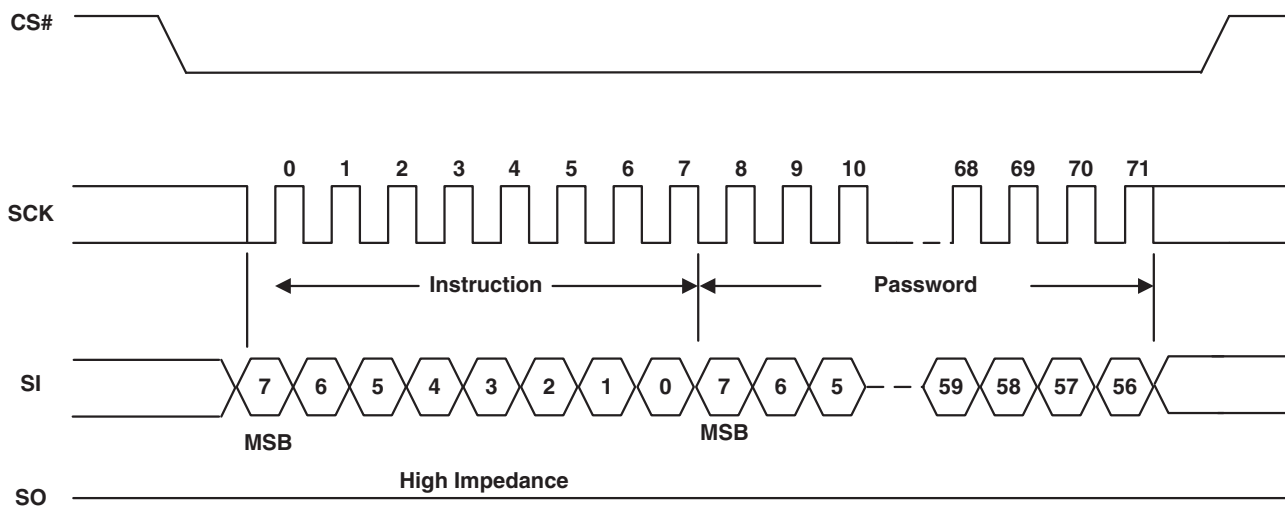 CS#
0 1 2 3 4 5 6 7 8 9 10 68 69 70 71
SCK
Instruction Password
SI 7 6 5 4 3 2 1 0 7 6 5 59 58 57 56
MSB MSB
High Impedance
SO